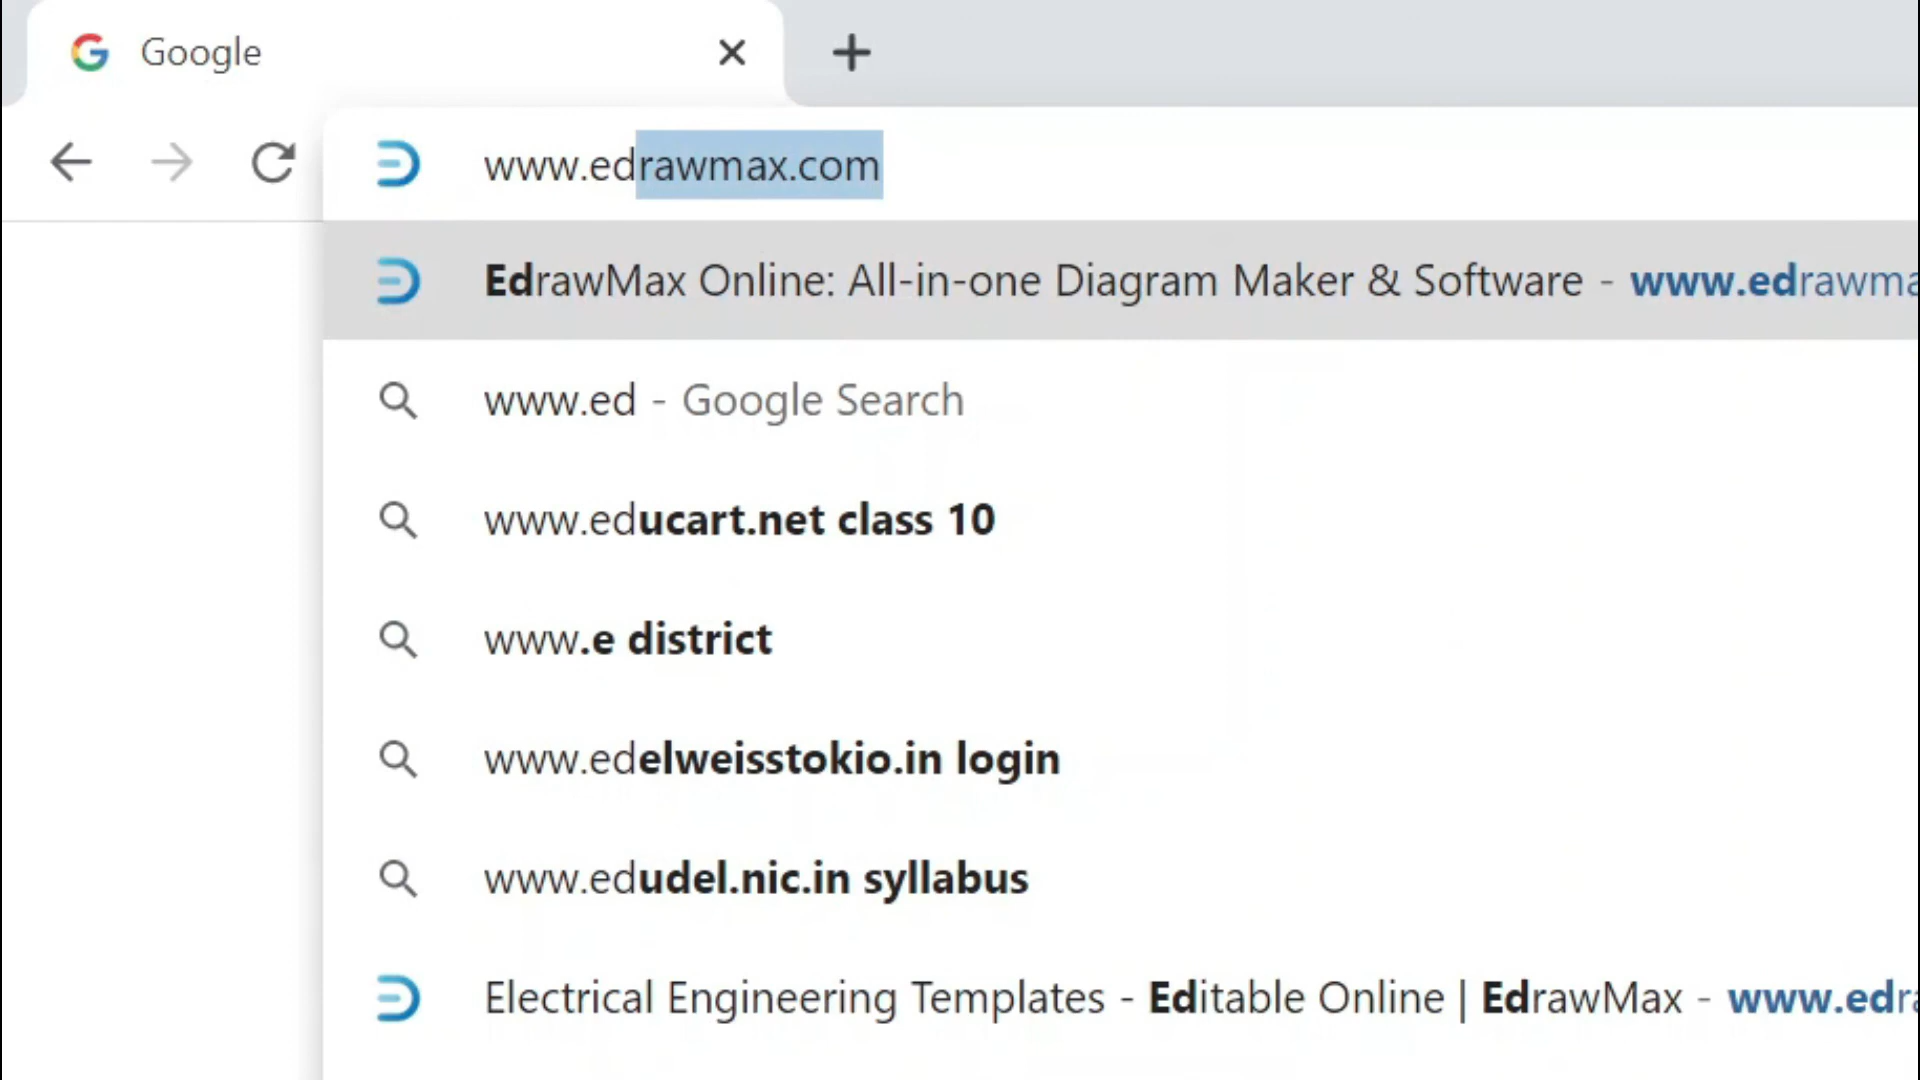 Google
www.edrawmax.com
EdrawMax Online: All-in-one Diagram Maker & Software - www.edrawma
www.ed - Google Search
www.educart.net class 10
www.e district
www.edelweisstokio.in login
www.edudel.nic.in syllabus
Electrical Engineering Templates - Editable Online | EdrawMax - www.edra